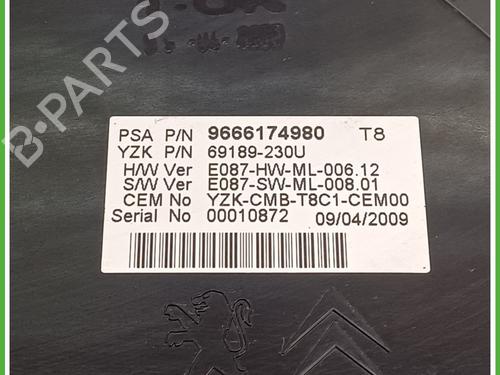 PSA P/N 9666174980 T8
YZK P/N 69189-230U
H/W Ver E087-HW-ML-006.12
S/W Ver E087-SW-ML-008.01
CEM No YZK-CMB-T8C1-CEM00
Serial No 00010872 09/04/2009
B-PARTS